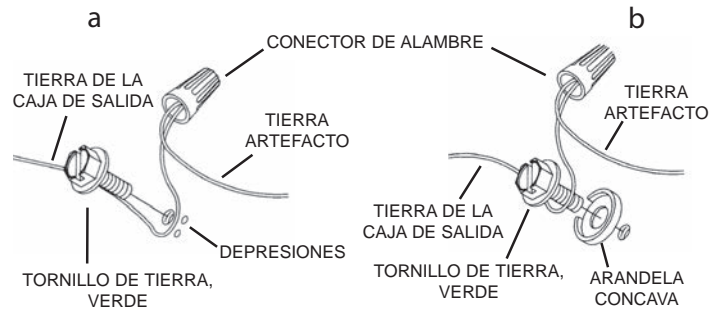 a
b
CONECTOR DE ALAMBRE
TIERRA DE LA
CAJA DE SALIDA
TIERRA
ARTEFACTO
DEPRESIONES
TORNILLO DE TIERRA,
VERDE
TIERRA
ARTEFACTO
TIERRA DE LA
CAJA DE SALIDA
TORNILLO DE TIERRA,
VERDE
ARANDELA
CONCAVA